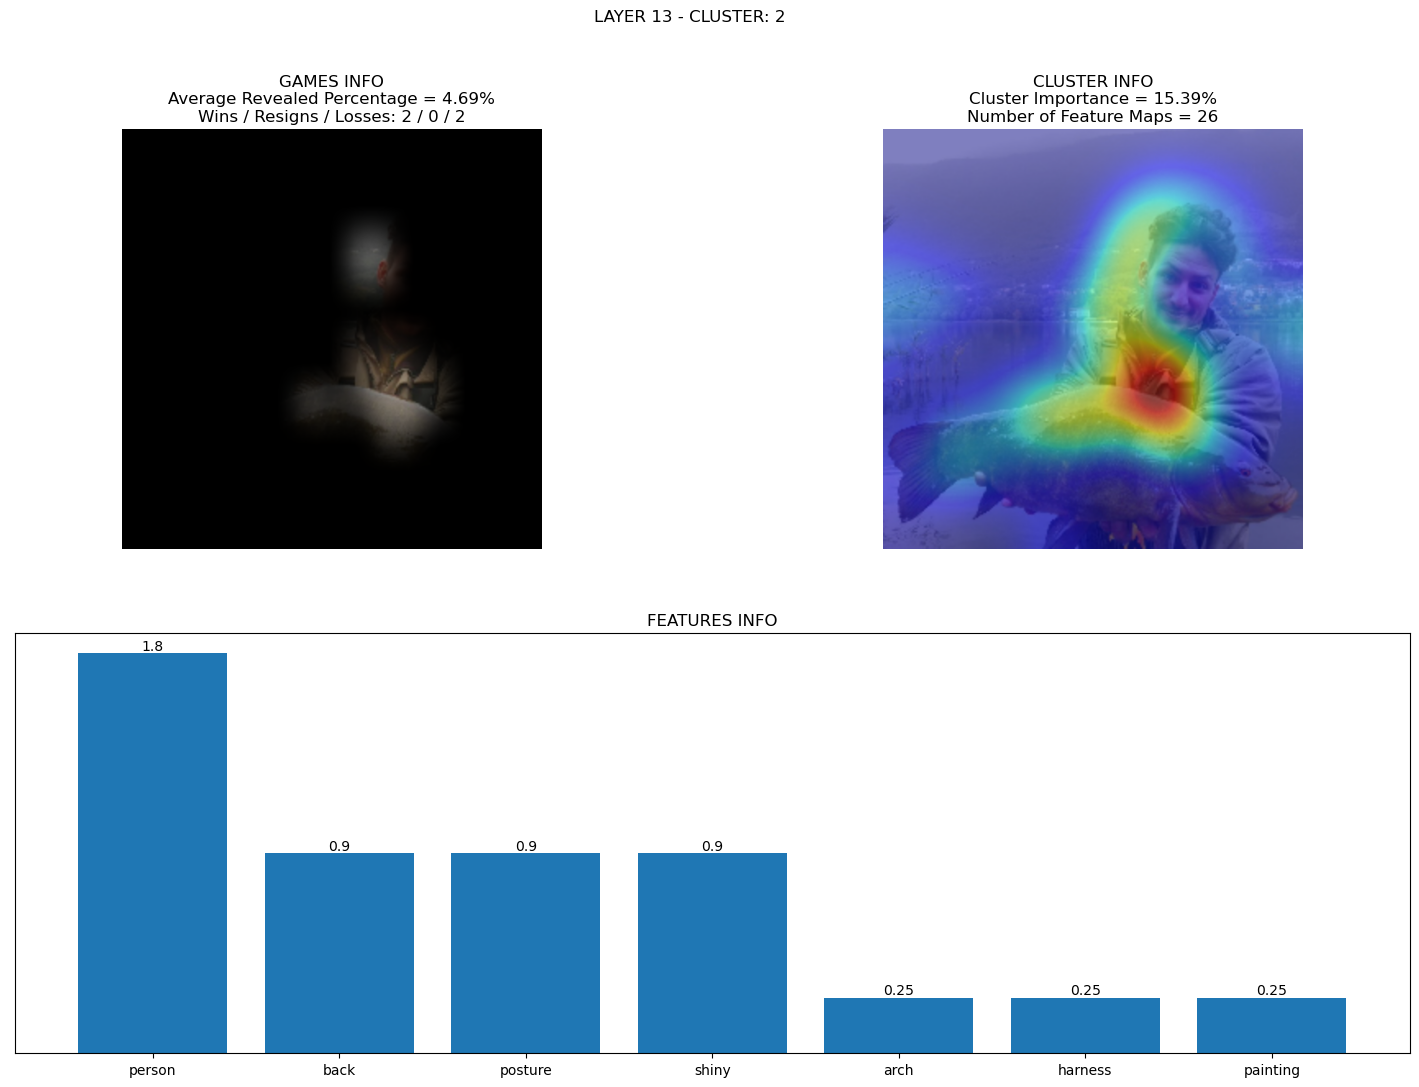 LAYER 13 - CLUSTER: 2
GAMES INFO
Average Revealed Percentage = 4.69%
Wins / Resigns / Losses: 2 / 0 / 2
CLUSTER INFO
Cluster Importance = 15.39%
Number of Feature Maps = 26
FEATURES INFO
1.8
0.9
0.9
0.9
0.25
0.25
0.25
person
back
posture
shiny
arch
harness
painting